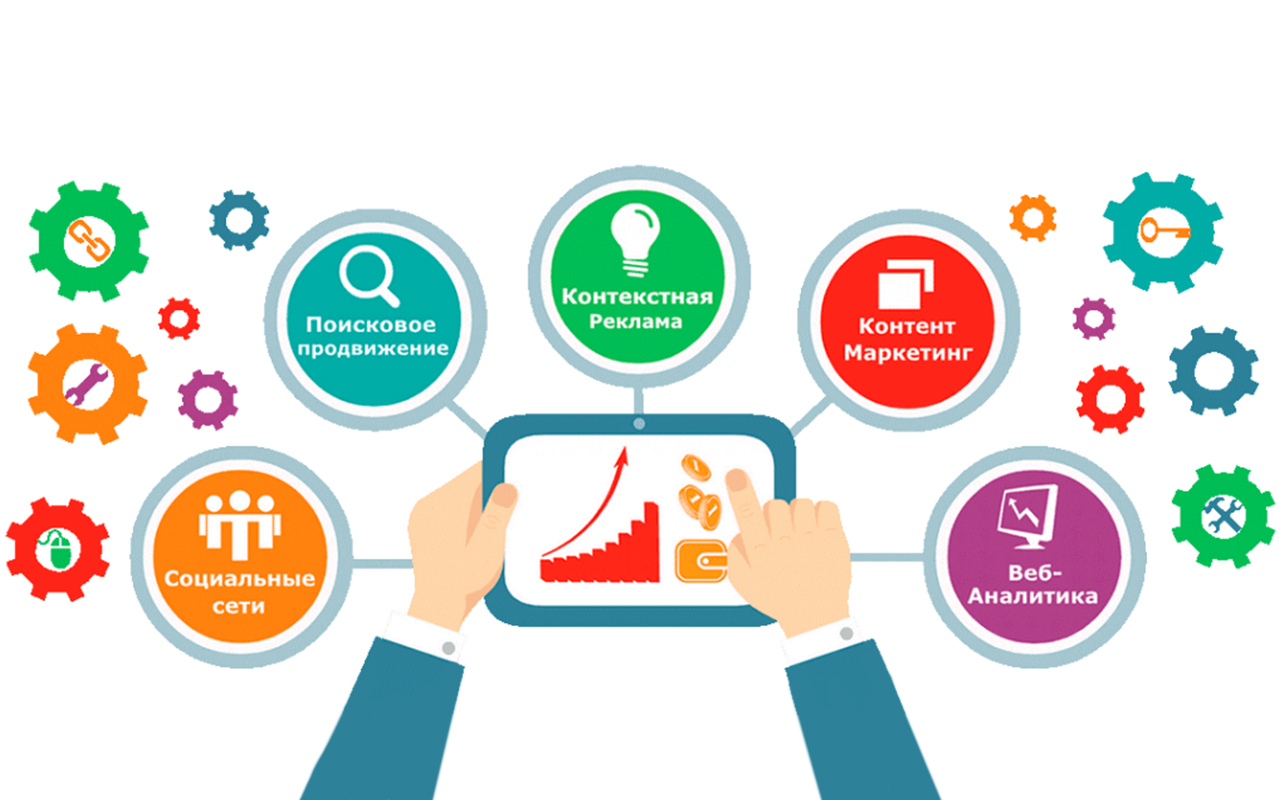 Поисковое
продвижение
Контекстная
Реклама
Контент
Маркетинг
Социальные
сети
Веб-
Аналитика